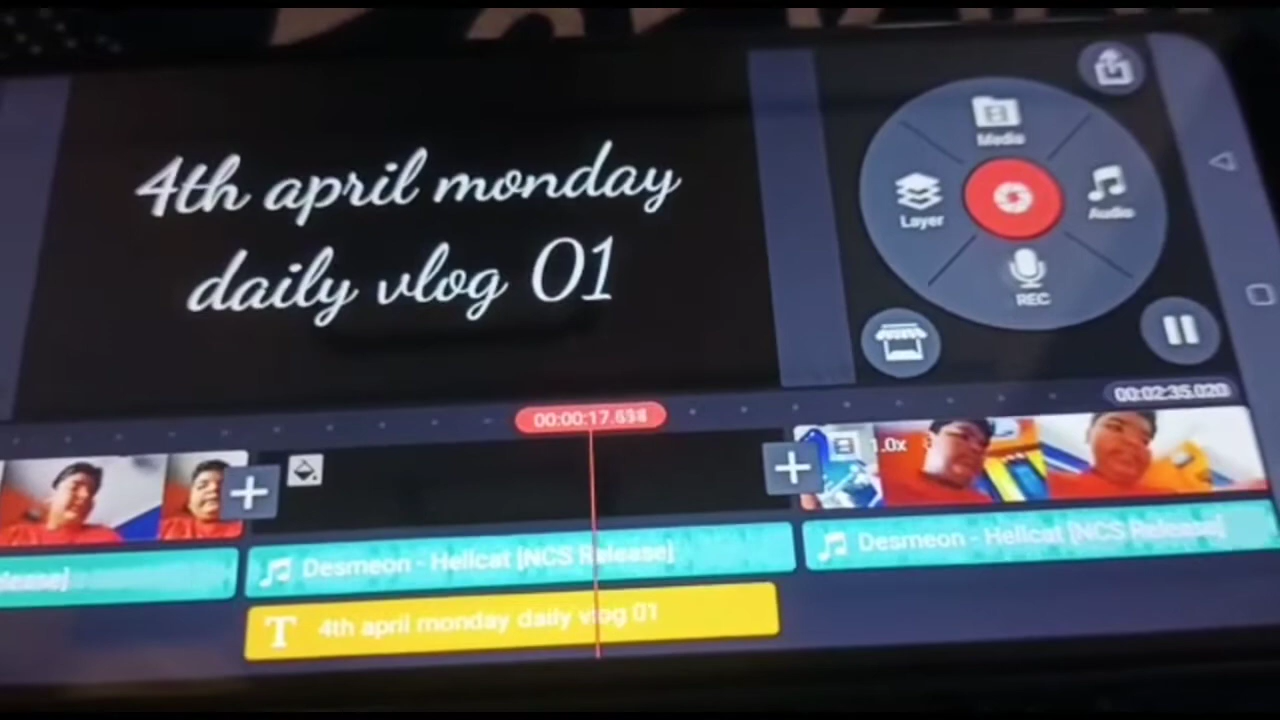 4th april monday
daily vlog 01
Media
Layer
Audio
REC
00:02:35.020
00:00:17.698
1.0x
lease]
Desmeon - Hellcat [NCS Release]
Desmeon - Hellcat [NCS Release]
T 4th april monday daily vlog 01